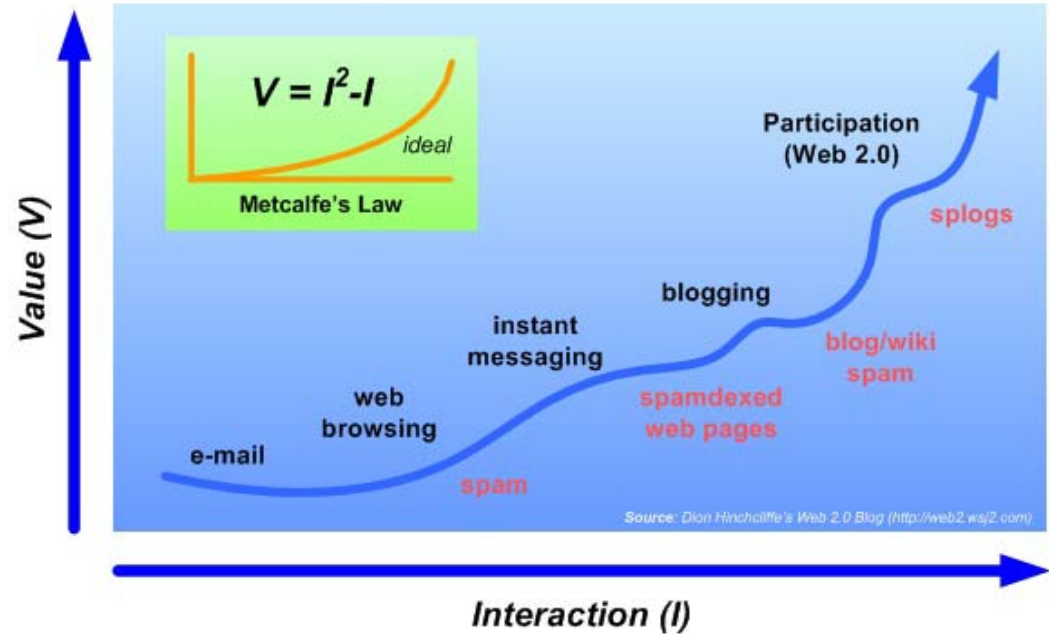 V = I²-I
ideal
Metcalfe's Law
Value (V)
Participation
(Web 2.0)
splogs
blogging
instant
messaging
blog/wiki
spam
web
browsing
spamdexed
web pages
e-mail
spam
Source: Dion Hinchcliffe's Web 2.0 Blog (http://web2.wsj2.com)
Interaction (I)